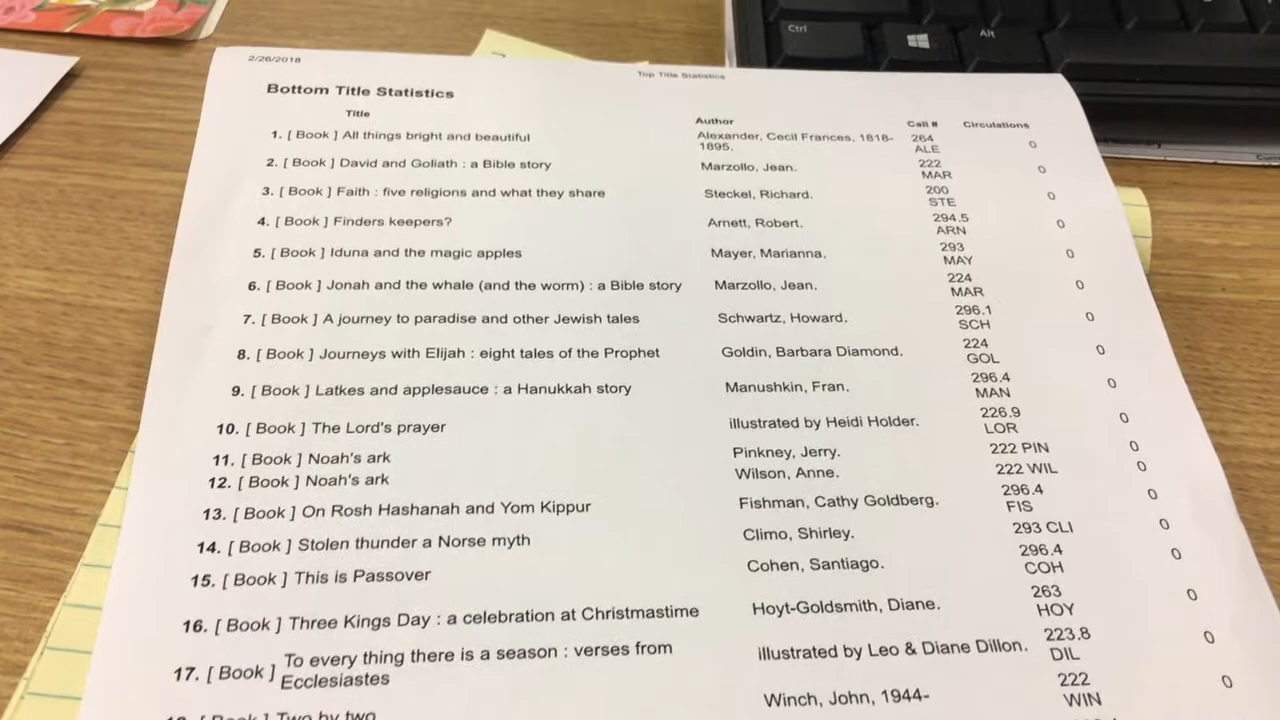 Ctrl
Alt
2/26/2018
Top Title Statistics
Bottom Title Statistics
Title Author Call # Circulations
1. [ Book ] All things bright and beautiful Alexander, Cecil Frances, 1818- 264 0
1895. ALE
2. [ Book ] David and Goliath : a Bible story Marzollo, Jean. 222 0
MAR
3. [ Book ] Faith : five religions and what they share Steckel, Richard. 200 0
STE
4. [ Book ] Finders keepers? Arnett, Robert. 294.5 0
ARN
5. [ Book ] Iduna and the magic apples Mayer, Marianna. 293 0
MAY
6. [ Book ] Jonah and the whale (and the worm) : a Bible story Marzollo, Jean. 224 0
MAR
7. [ Book ] A journey to paradise and other Jewish tales Schwartz, Howard. 296.1 0
SCH
8. [ Book ] Journeys with Elijah : eight tales of the Prophet Goldin, Barbara Diamond. 224 0
GOL
9. [ Book ] Latkes and applesauce : a Hanukkah story Manushkin, Fran. 296.4 0
MAN
10. [ Book ] The Lord's prayer illustrated by Heidi Holder. 226.9 0
LOR
11. [ Book ] Noah's ark Pinkney, Jerry. 222 PIN 0
12. [ Book ] Noah's ark Wilson, Anne. 222 WIL 0
13. [ Book ] On Rosh Hashanah and Yom Kippur Fishman, Cathy Goldberg. 296.4 0
FIS
14. [ Book ] Stolen thunder a Norse myth Climo, Shirley. 293 CLI 0
15. [ Book ] This is Passover Cohen, Santiago. 296.4 0
COH
16. [ Book ] Three Kings Day : a celebration at Christmastime Hoyt-Goldsmith, Diane. 263 0
HOY
17. [ Book ] To every thing there is a season : verses from illustrated by Leo & Diane Dillon. 223.8 0
Ecclesiastes DIL
18. [ Book ] Two by two Winch, John, 1944- 222 0
WIN